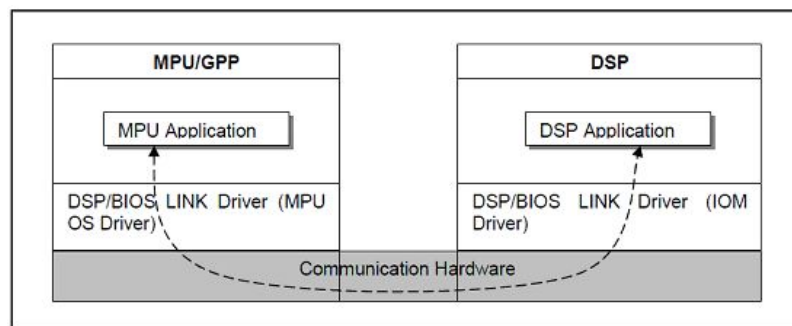 MPU/GPP
MPU Application
DSP/BIOS LINK Driver (MPU
OS Driver)
DSP
DSP Application
DSP/BIOS LINK Driver (IOM
Driver)
Communication Hardware